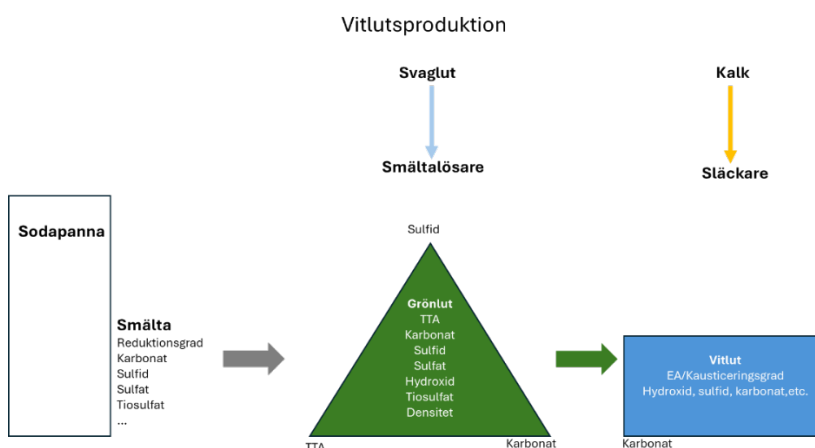 Vitlutsproduktion
Svaglut
Kalk
Smältalösare
Släckare
Sodapanna
Sulfid
Smälta
Reduktionsgrad
Karbonat
Sulfid
Sulfat
Tiosulfat
...
Grönlut
TTA
Karbonat
Sulfid
Sulfat
Hydroxid
Tiosulfat
Densitet
Vitlut
EA/Kausticeringsgrad
Hydroxid, sulfid, karbonat,etc.
TTA
Karbonat
Karbonat